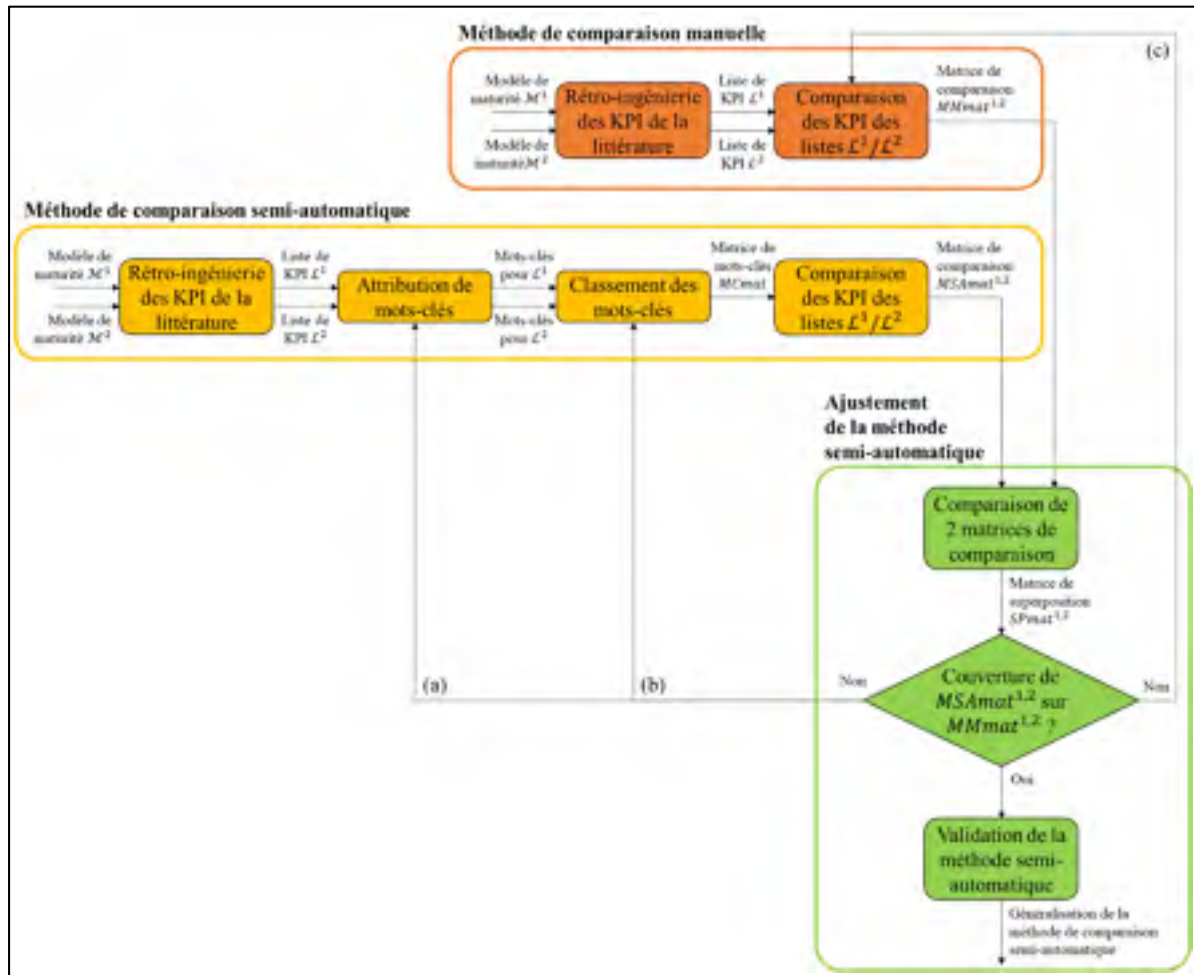 Méthode de comparaison manuelle
(c)
Modèle de
maturité M¹
Modèle de
maturité M²
Rétro-ingénierie
des KPI de la
littérature
Liste de
KPI L¹
Liste de
KPI L²
Comparaison
des KPI des
listes L¹/L²
Matrice de
comparaison
MMmat¹,²
Méthode de comparaison semi-automatique
Modèle de
maturité M¹
Modèle de
maturité M²
Rétro-ingénierie
des KPI de la
littérature
Liste de
KPI L¹
Liste de
KPI L²
Attribution de
mots-clés
Mots-clés
pour L¹
Mots-clés
pour L²
Classement des
mots-clés
Matrice de
mots-clés
MCmat
Comparaison
des KPI des
listes L¹/L²
Matrice de
comparaison
MSAmat¹,²
Ajustement
de la méthode
semi-automatique
Comparaison de
2 matrices de
comparaison
Matrice de
superposition
SPmat¹,²
(a)
(b)
Non
Couverture de
MSAmat¹,² sur
MMmat¹,² ?
Non
Oui
Validation de la
méthode semi-
automatique
Généralisation de la
méthode de comparaison
semi-automatique